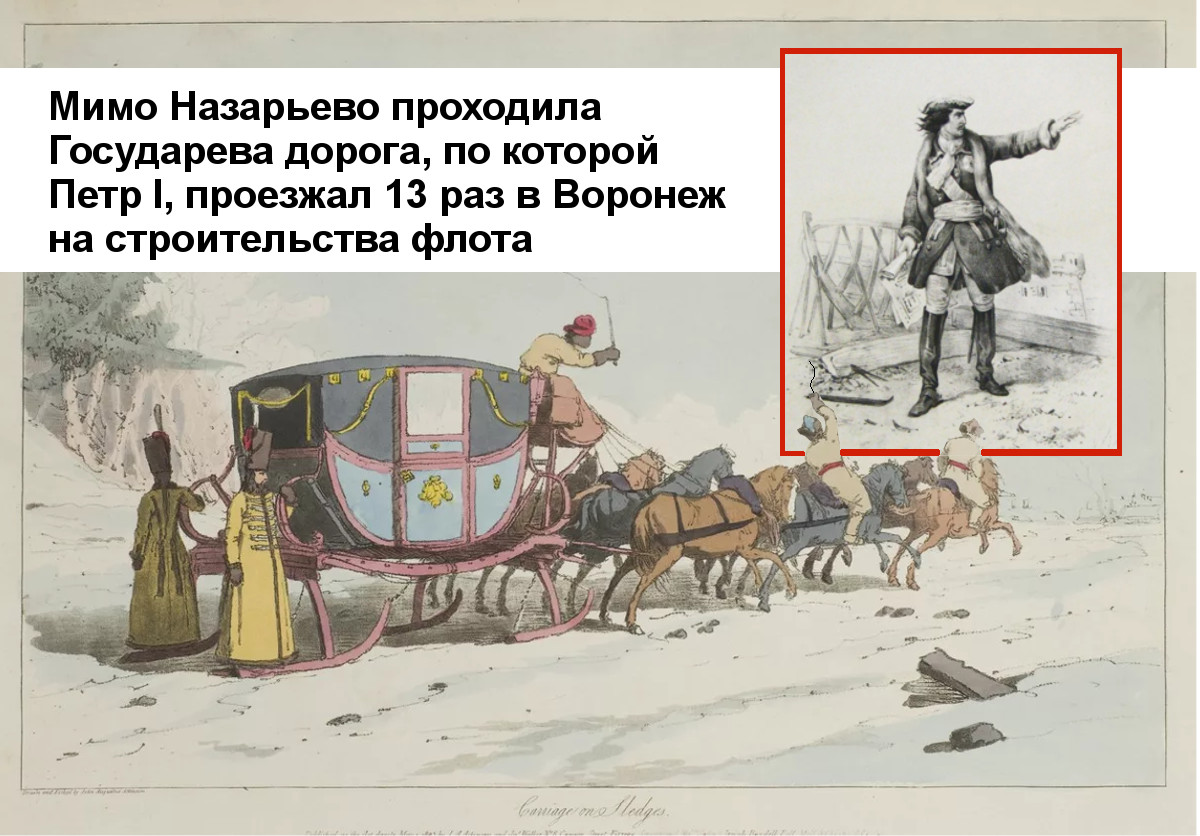 Мимо Назарьево проходила
Государева дорога, по которой
Петр I, проезжал 13 раз в Воронеж
на строительства флота
Drawn and Etched by John Augustus Atkinson
Carriage on Sledges.